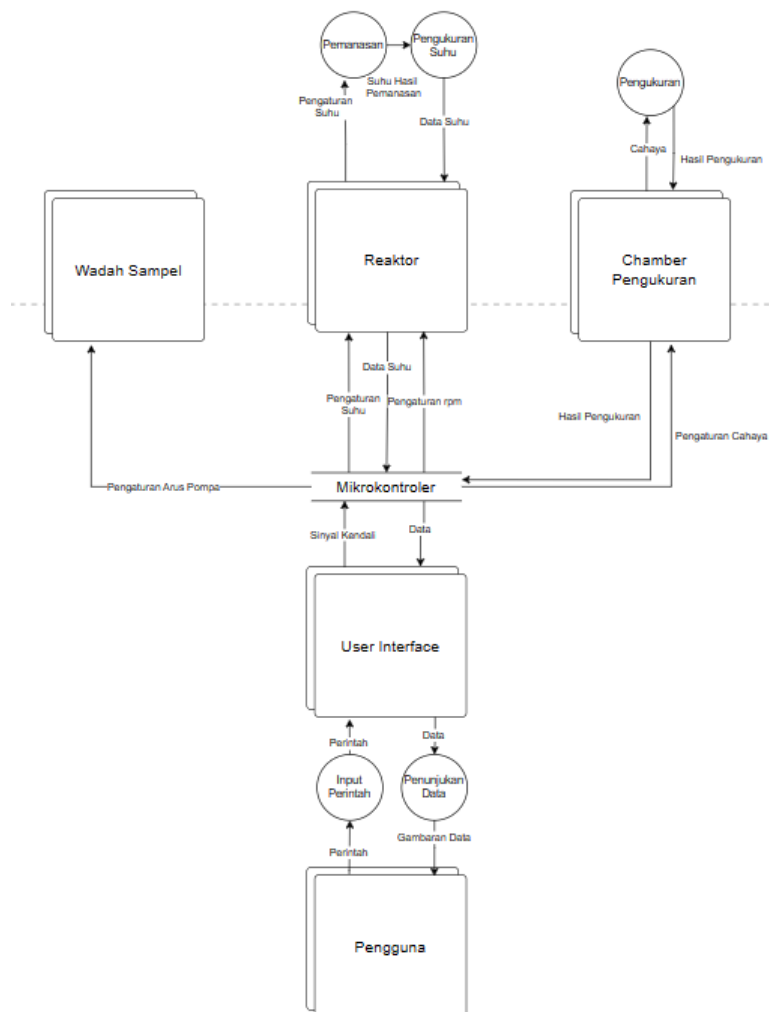 Pemanasan
Pengukuran
Suhu
Suhu Hasil
Pemanasan
Pengaturan
Suhu
Data Suhu
Pengukuran
Cahaya
Hasil Pengukuran
Wadah Sampel
Reaktor
Chamber
Pengukuran
Data Suhu
Pengaturan
Suhu
Pengaturan rpm
Hasil Pengukuran
Pengaturan Cahaya
Pengaturan Arus Pompa
Mikrokontroler
Sinyal Kendali
Data
User Interface
Perintah
Data
Input
Perintah
Penunjukan
Data
Perintah
Gambaran Data
Pengguna